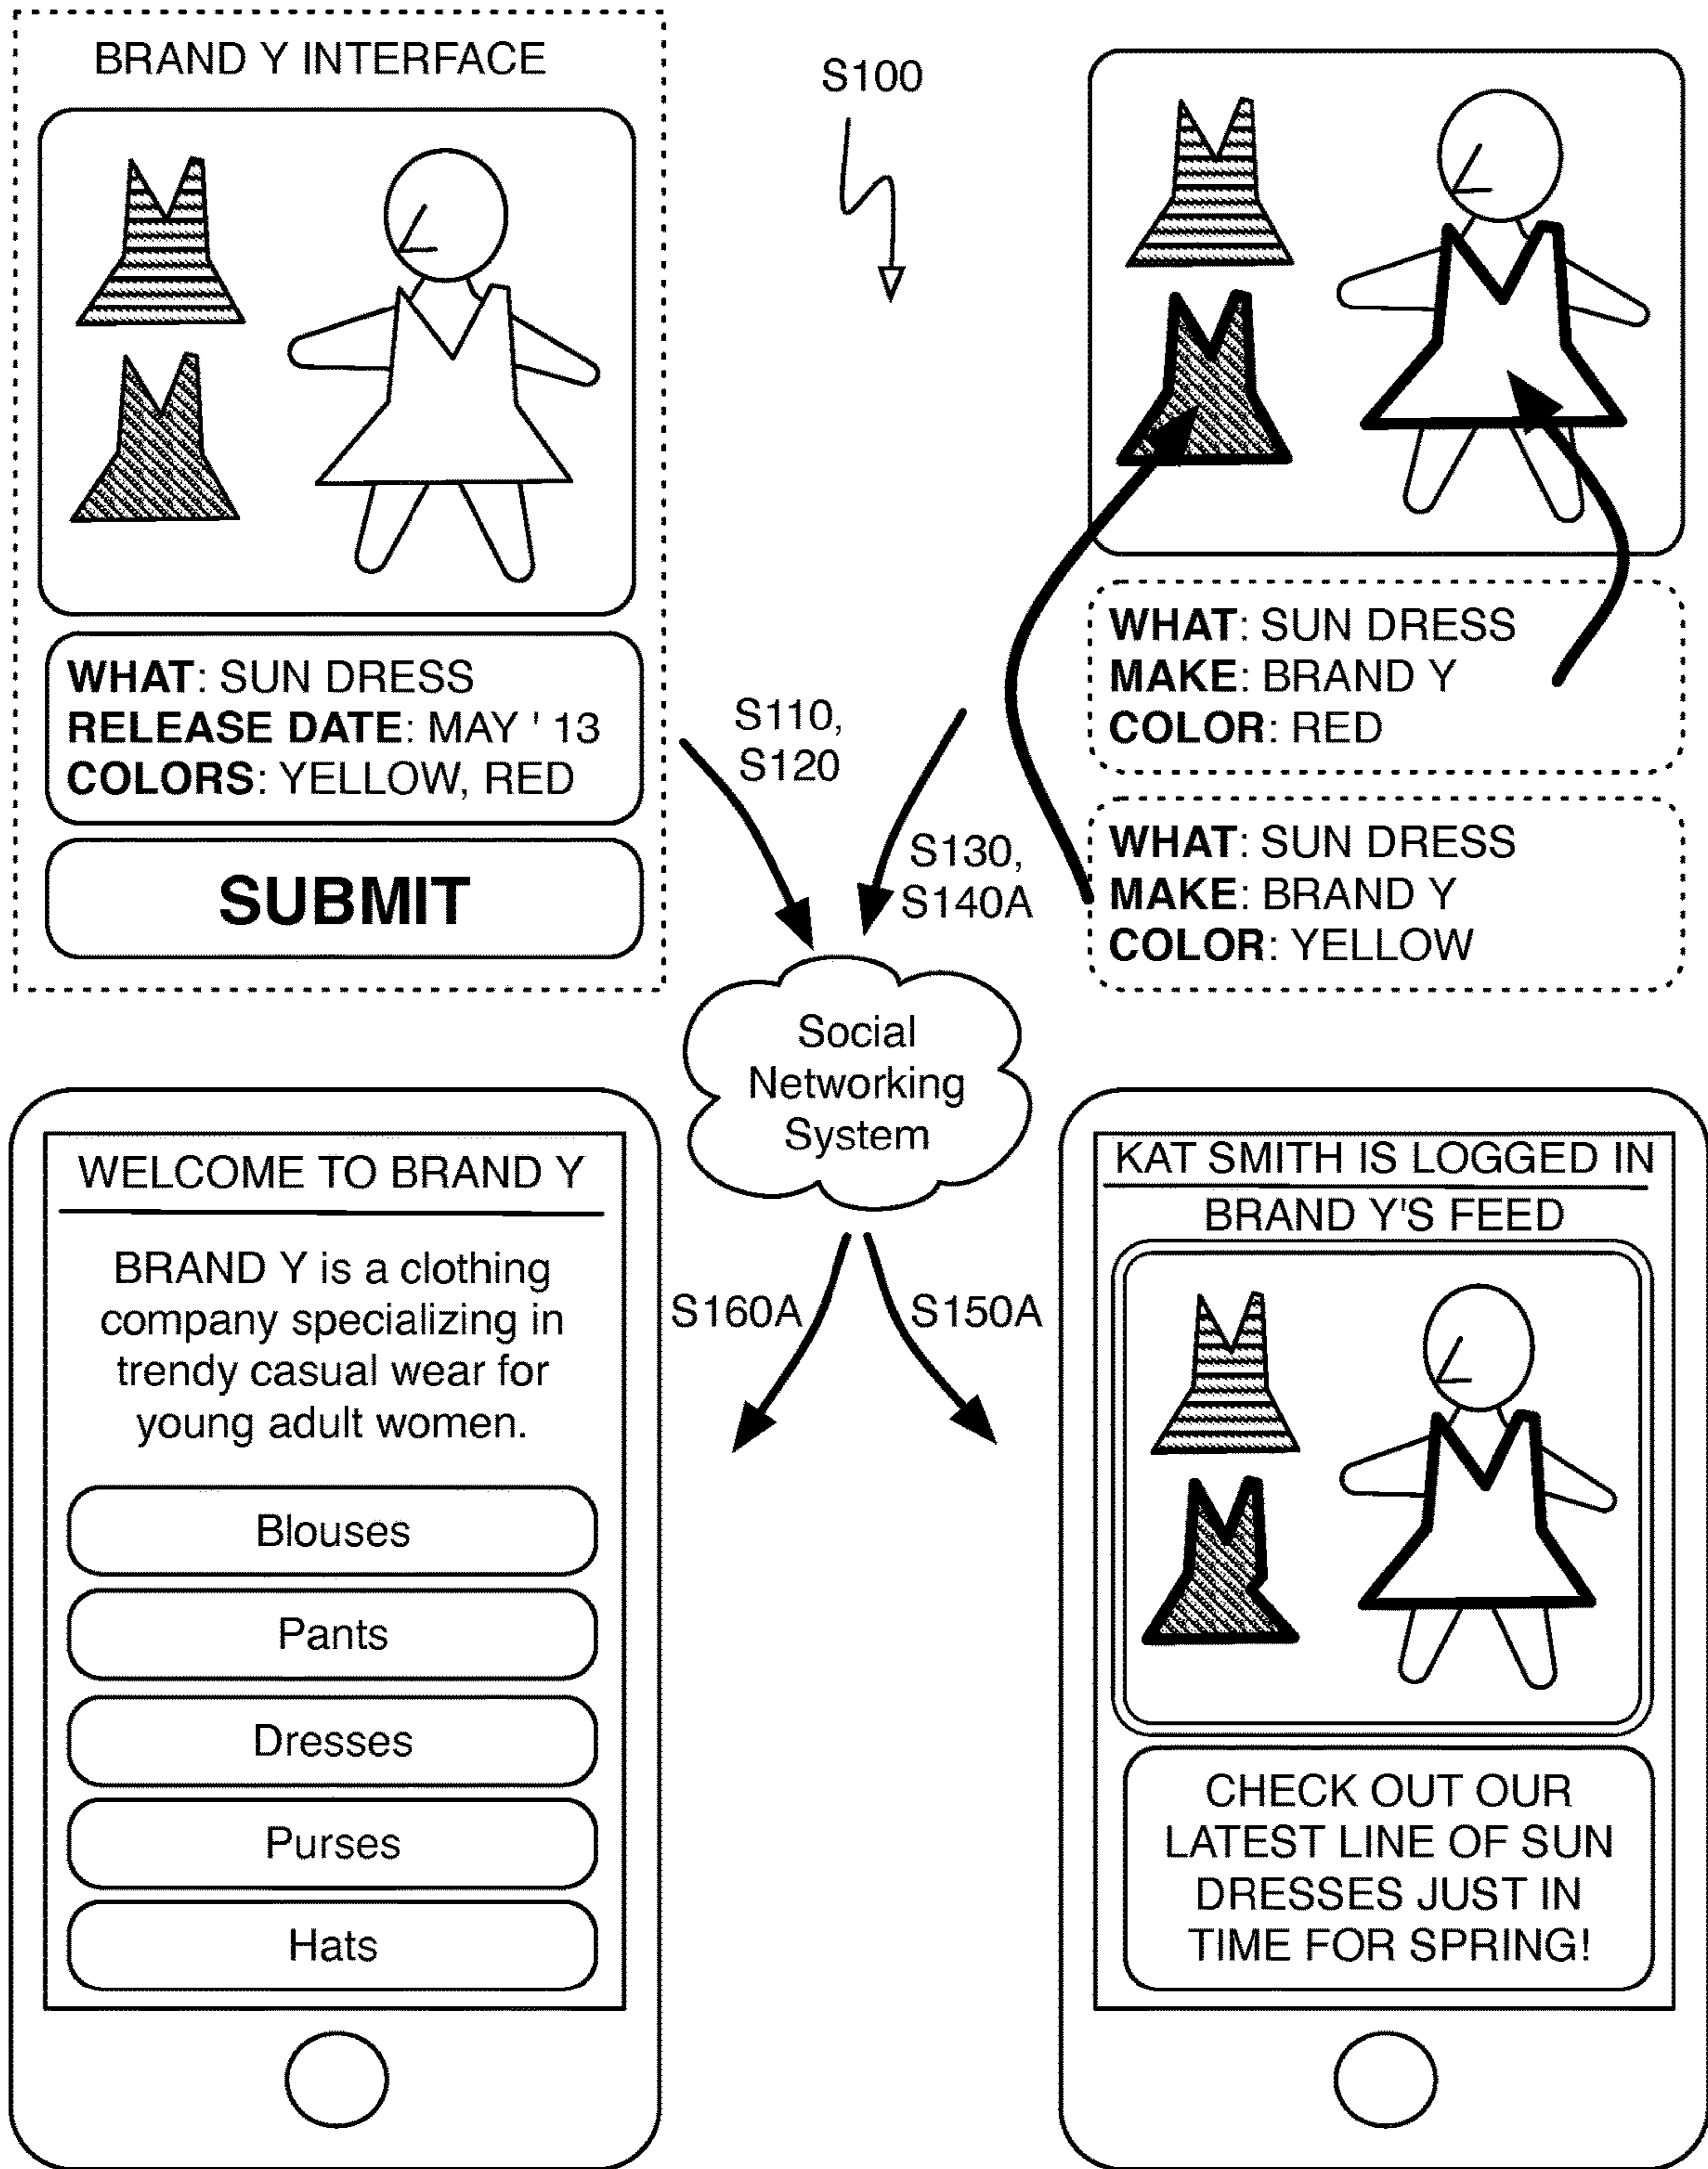 BRAND Y INTERFACE
WHAT: SUN DRESS
RELEASE DATE: MAY ' 13
COLORS: YELLOW, RED
SUBMIT
S100
WHAT: SUN DRESS
MAKE: BRAND Y
COLOR: RED
WHAT: SUN DRESS
MAKE: BRAND Y
COLOR: YELLOW
S110,
S120
S130,
S140A
Social
Networking
System
S160A
S150A
WELCOME TO BRAND Y
BRAND Y is a clothing
company specializing in
trendy casual wear for
young adult women.
Blouses
Pants
Dresses
Purses
Hats
KAT SMITH IS LOGGED IN
BRAND Y'S FEED
CHECK OUT OUR
LATEST LINE OF SUN
DRESSES JUST IN
TIME FOR SPRING!